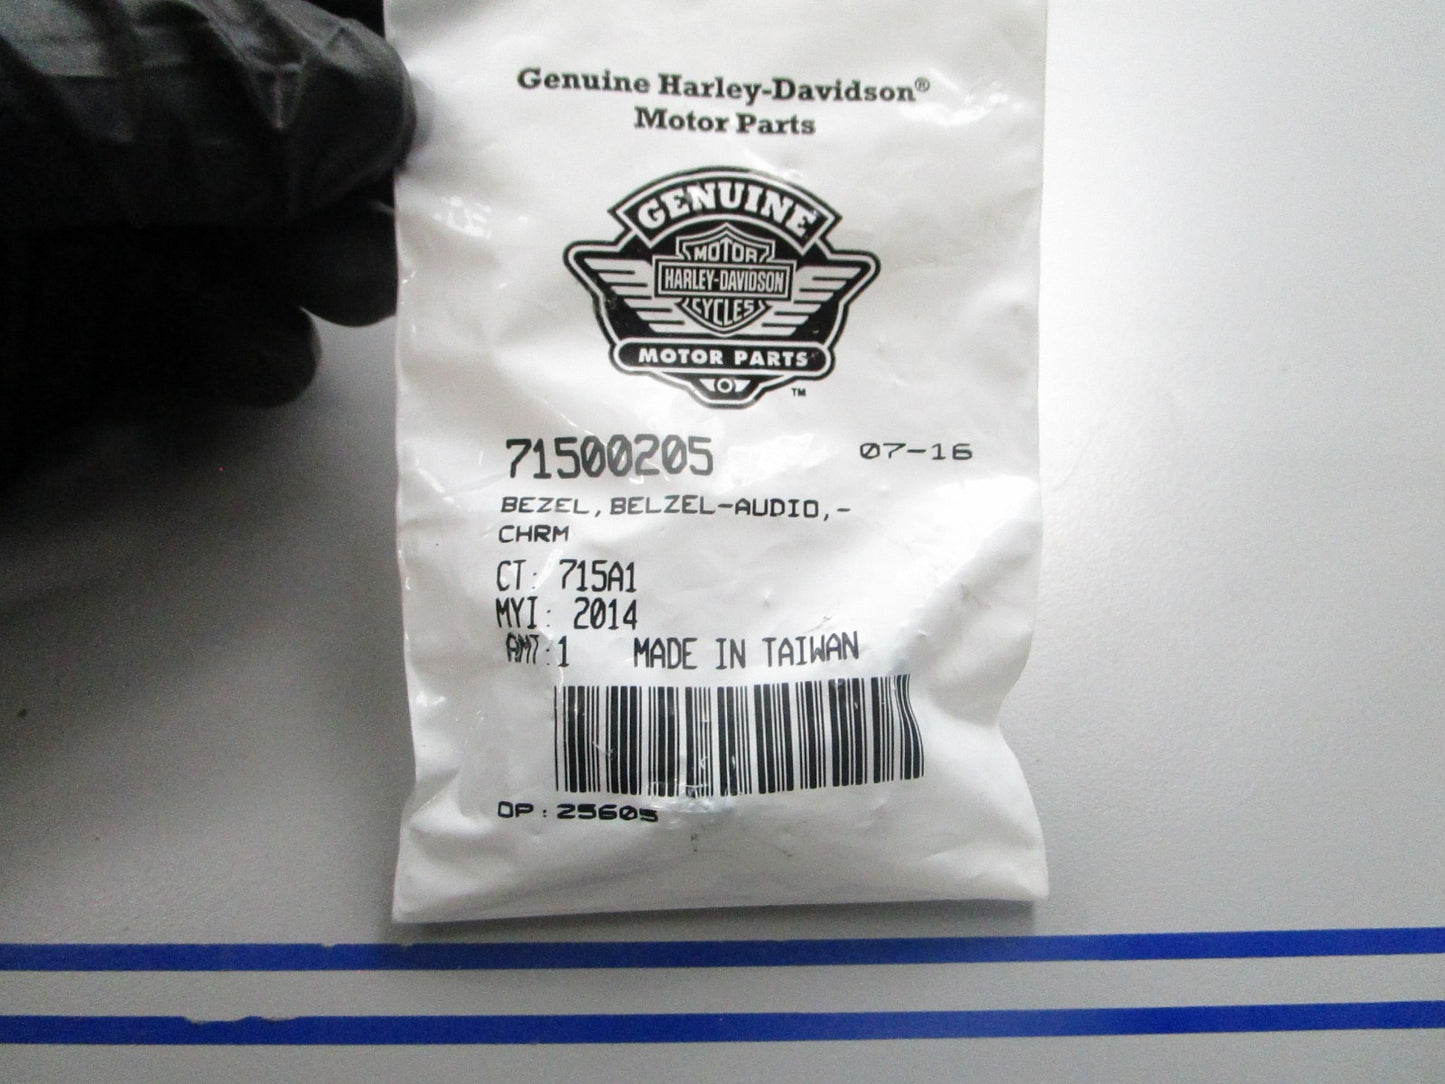 Genuine Harley-Davidson®
Motor Parts
GENUINE
MOTOR
HARLEY-DAVIDSON
CYCLES
MOTOR PARTS
TM
71500205 07-16
BEZEL, BELZEL-AUDIO,-
CHRM
CT: 715A1
MYI: 2014
AMT:1 MADE IN TAIWAN
OP: 25605